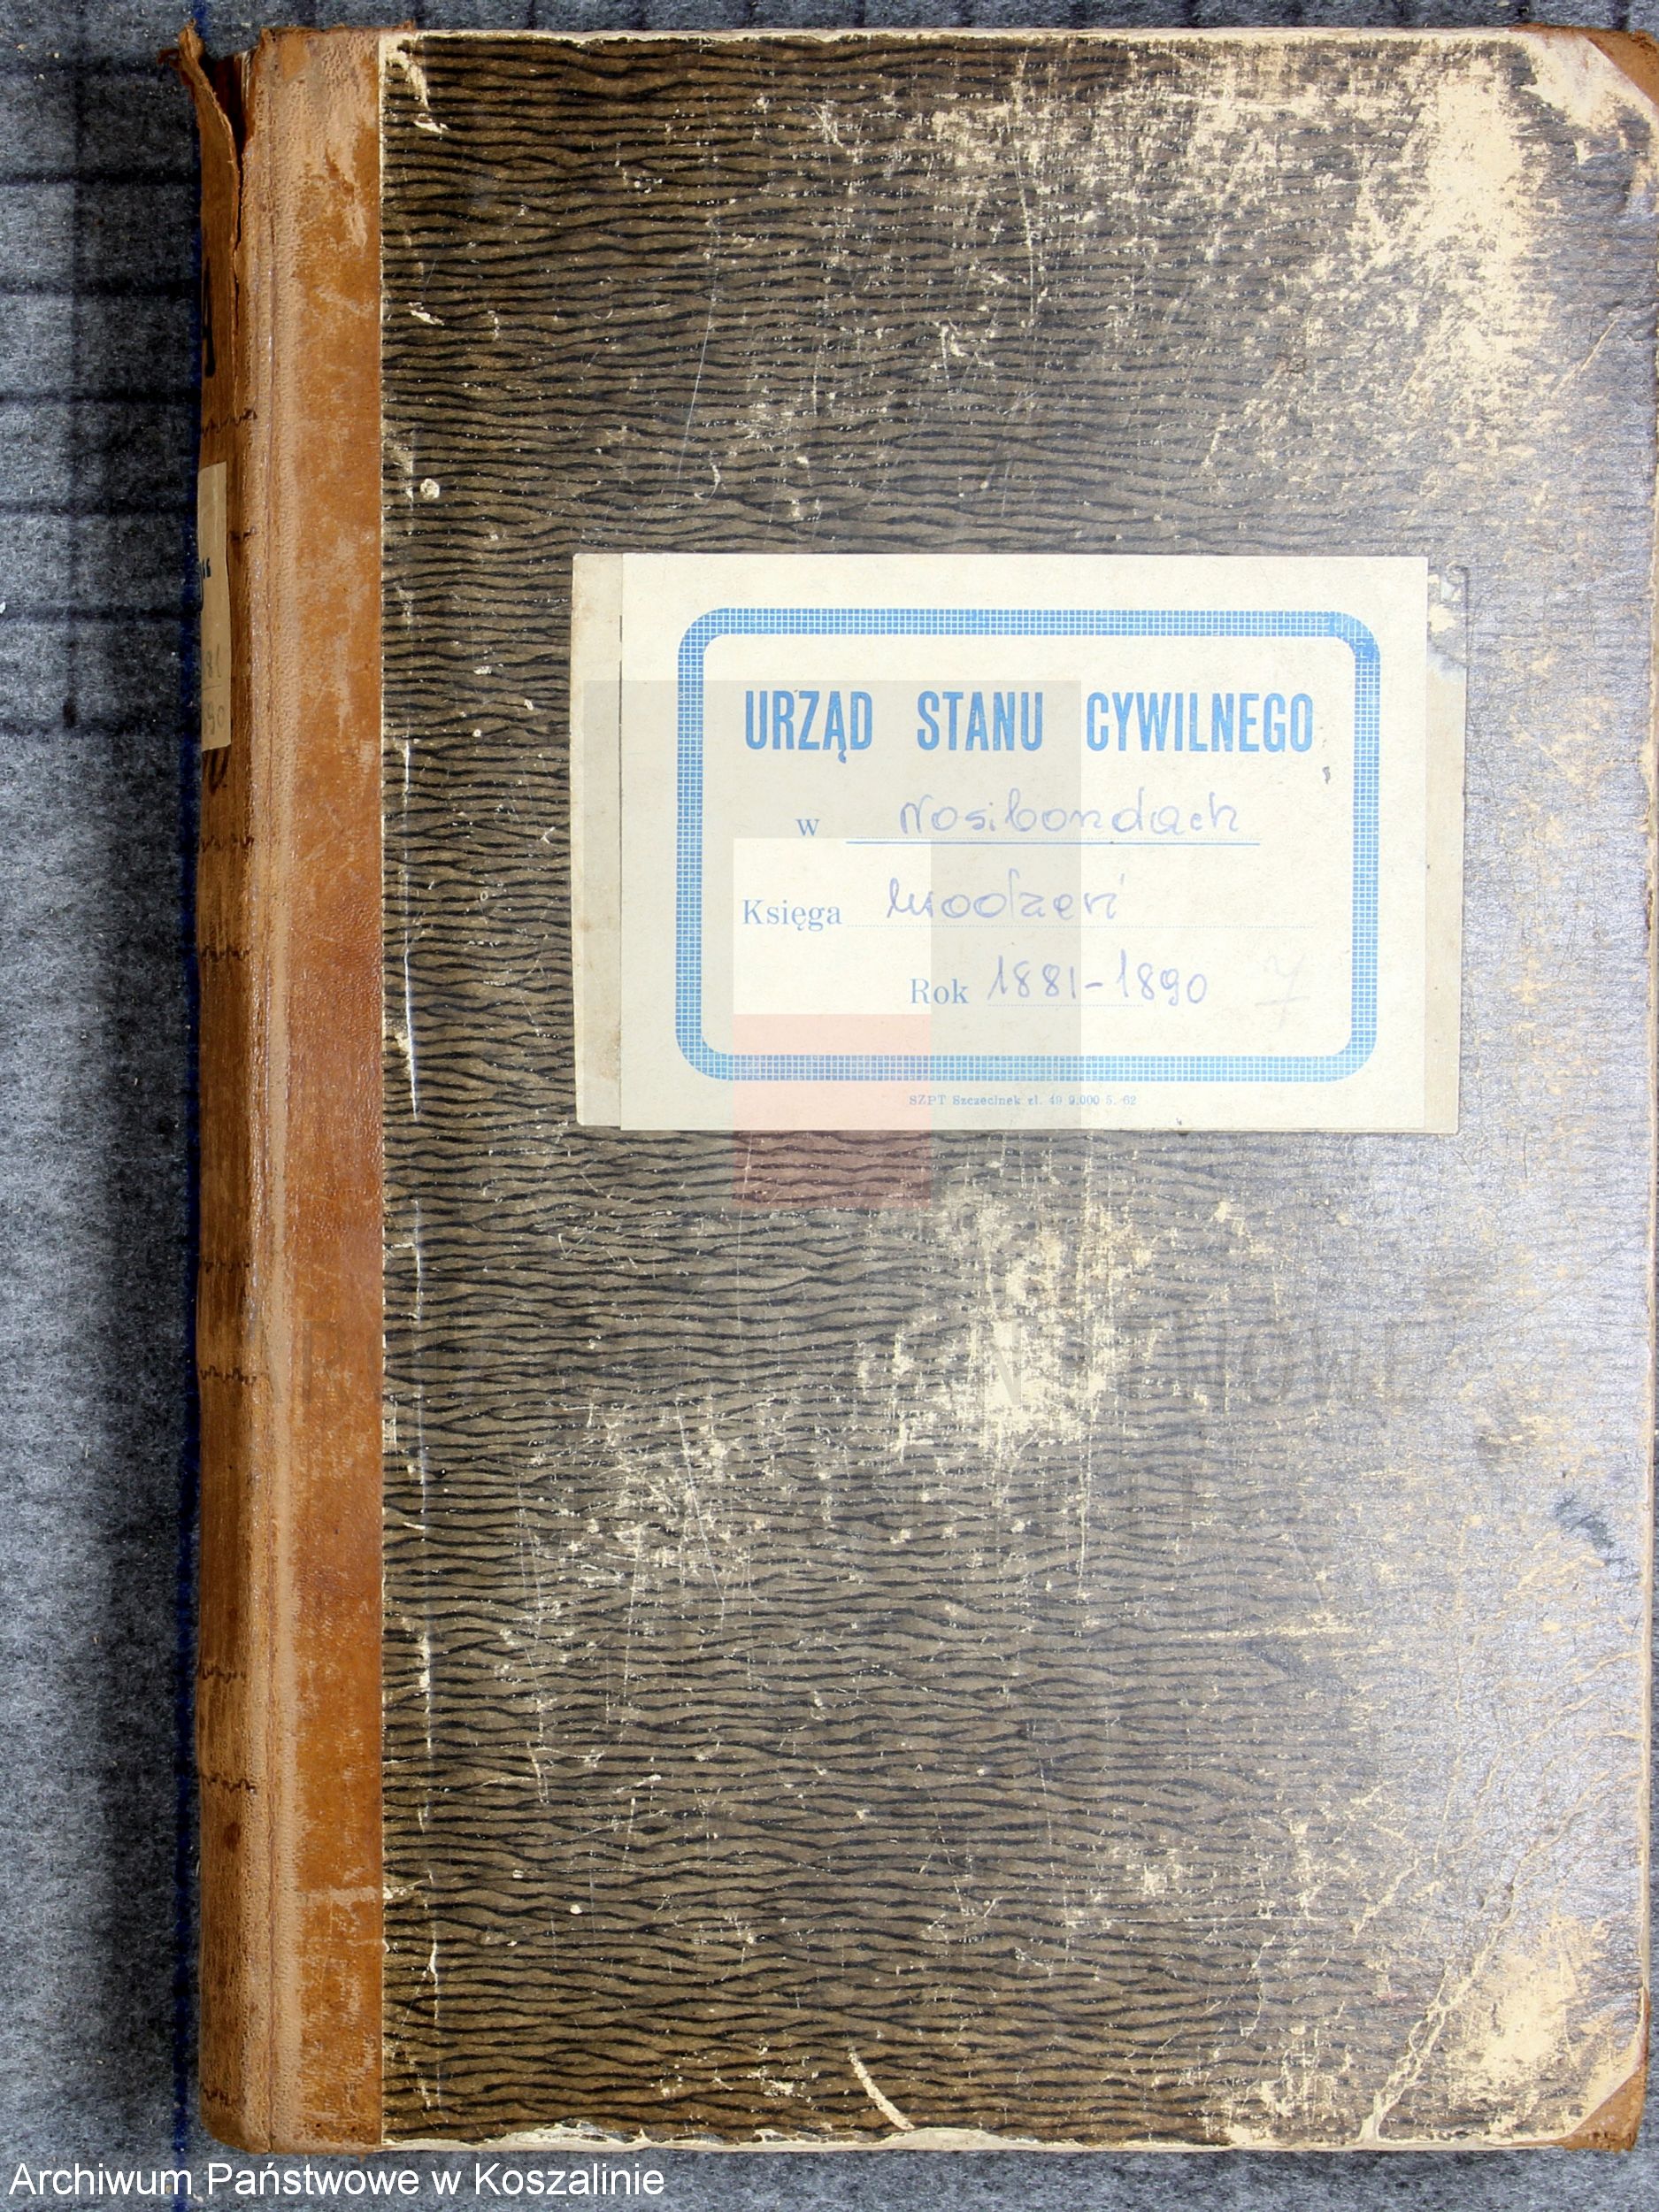 URZĄD STANU CYWILNEGO
w Nosibondach
Księga urodzeń
Rok 1881-1890 7
SZPT Szczecinek zl. 49 9.000 5. 62
Archiwum Państwowe w Koszalinie